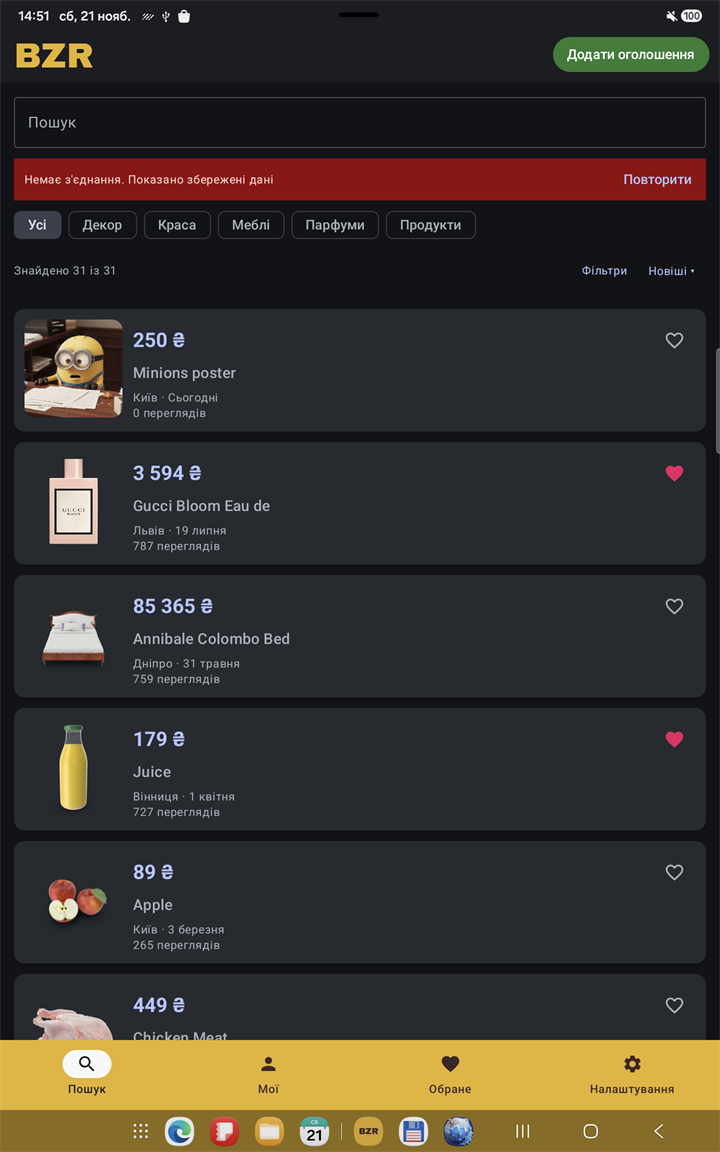 14:51 сб, 21 нояб.
100
BZR
Додати оголошення
Пошук
Немає з'єднання. Показано збережені дані
Повторити
Усі
Декор
Краса
Меблі
Парфуми
Продукти
Знайдено 31 із 31
Фільтри
Новіші
250 ₴
Minions poster
Київ · Сьогодні
0 переглядів
3 594 ₴
Gucci Bloom Eau de
Львів · 19 липня
787 переглядів
GUCCI
85 365 ₴
Annibale Colombo Bed
Дніпро · 31 травня
759 переглядів
179 ₴
Juice
Вінниця · 1 квітня
727 переглядів
89 ₴
Apple
Київ · 3 березня
265 переглядів
449 ₴
Chicken Meat
Пошук
Мої
Обране
Налаштування
СБ
21
BZR